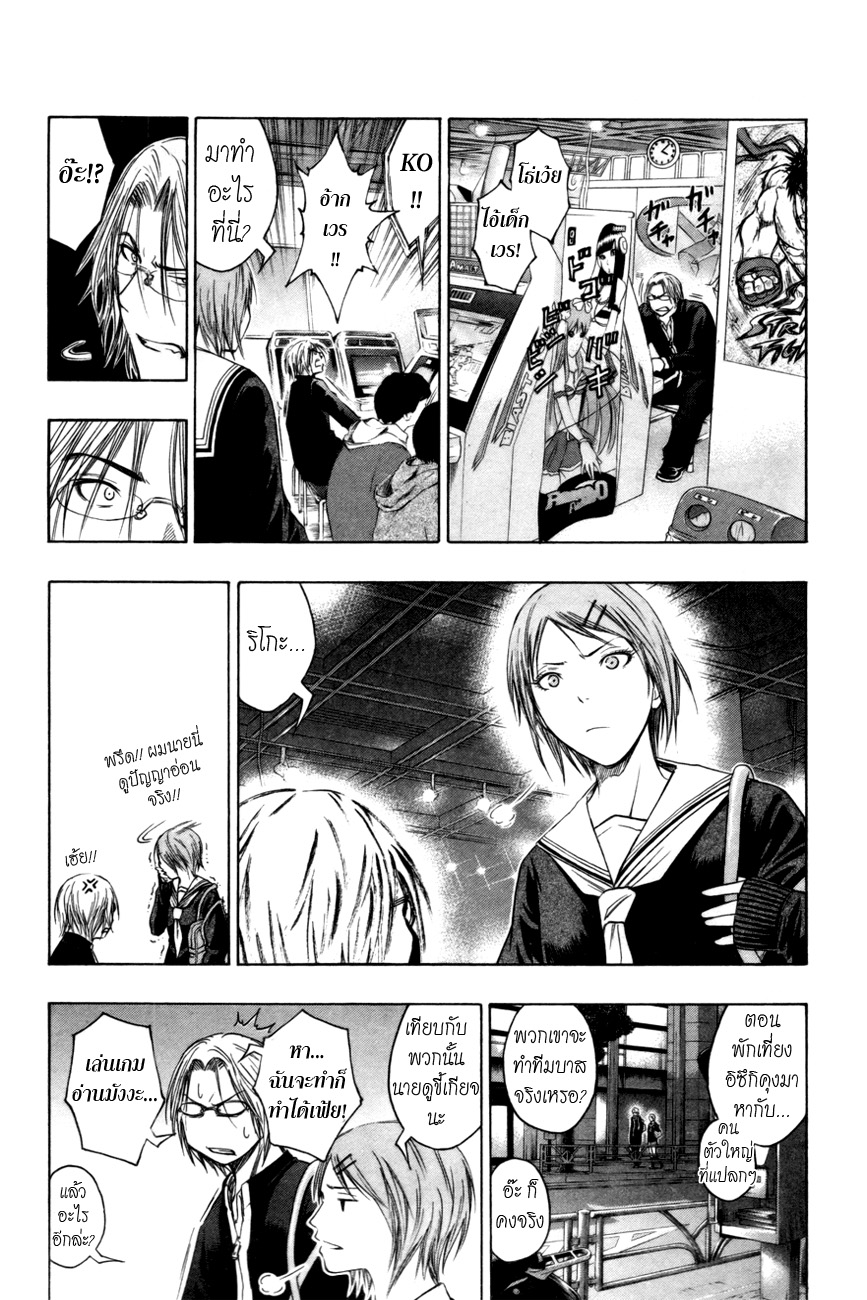 โธ่เว้ย
ไอ้เด็ก
เวร!
ガチャ
ガチャ
KO
!!
อ้าก
เวร
!!
มาทำ
อะไร
ที่นี่?
อ๊ะ!?
ริโกะ...
พรืด!! ผมนายนี่
ดูปัญญาอ่อน
จริง!!
เฮ้ย!!
ตอน
พักเที่ยง
อิซึกิคุงมา
หากับ...
คน
ตัวใหญ่
ที่แปลกๆ
พวกเขาจะ
ทำทีมบาส
จริงเหรอ?
อ๊ะ ก็
คงจริง
เทียบกับ
พวกนั้น
นายดูขี้เกียจ
นะ
หา...
ฉันจะทำก็
ทำได้เฟ้ย!
เล่นเกม
อ่านมังงะ...
แล้ว
อะไร
อีกล่ะ?